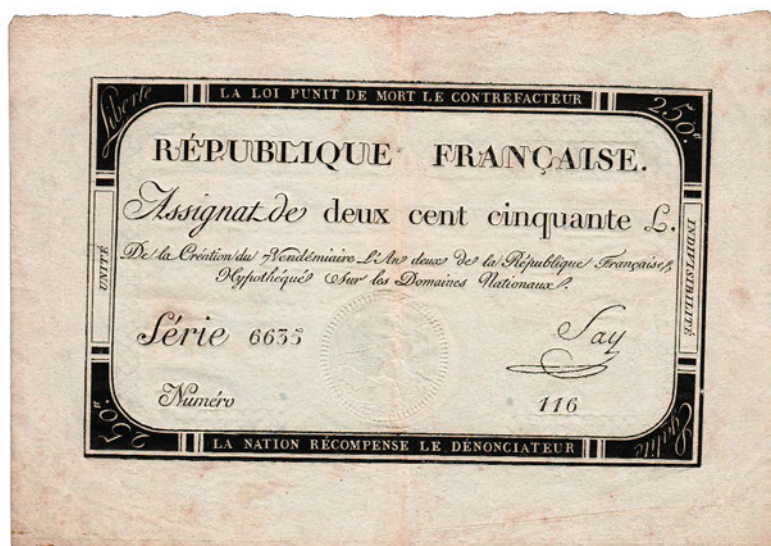 Liberté
LA LOI PUNIT DE MORT LE CONTREFACTEUR
250.#
RÉPUBLIQUE FRANÇAISE.
Assignat de deux cent cinquante L.
De la Création du 7 Vendémiaire L'An deux de la République Française,
Hypothéqué Sur les Domaines Nationaux.
UNITÉ
INDIVISIBILITÉ
Série 6635
Say
Numéro
116
250.#
LA NATION RÉCOMPENSE LE DÉNONCIATEUR
Egalité